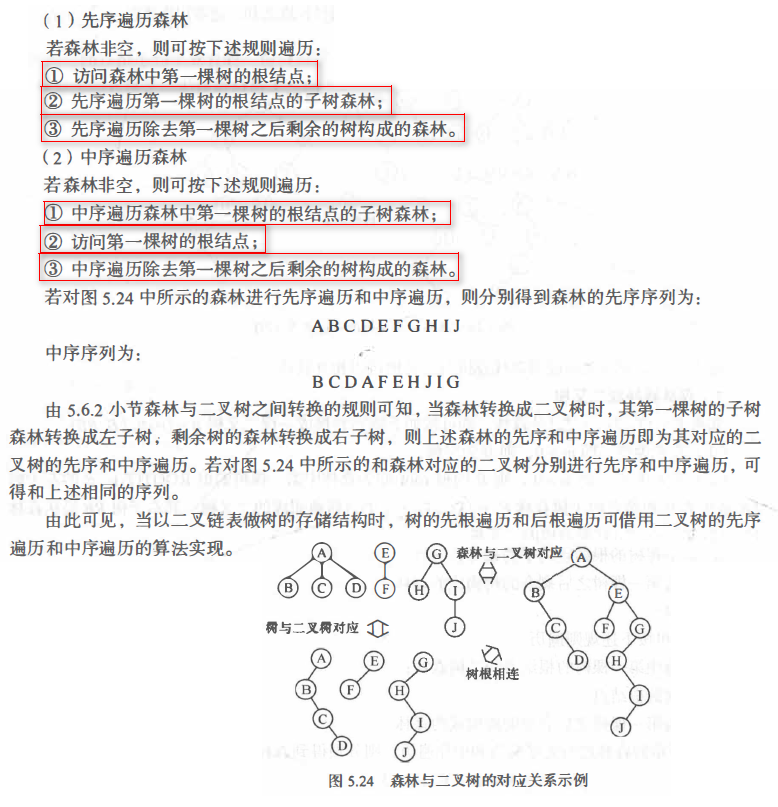 （1）先序遍历森林
若森林非空，则可按下述规则遍历：
① 访问森林中第一棵树的根结点；
② 先序遍历第一棵树的根结点的子树森林；
③ 先序遍历除去第一棵树之后剩余的树构成的森林。
（2）中序遍历森林
若森林非空，则可按下述规则遍历：
① 中序遍历森林中第一棵树的根结点的子树森林；
② 访问第一棵树的根结点；
③ 中序遍历除去第一棵树之后剩余的树构成的森林。
若对图 5.24 中所示的森林进行先序遍历和中序遍历，则分别得到森林的先序序列为：
A B C D E F G H I J
中序序列为：
B C D A F E H J I G
由 5.6.2 小节森林与二叉树之间转换的规则可知，当森林转换成二叉树时，其第一棵树的子树
森林转换成左子树，剩余树的森林转换成右子树，则上述森林的先序和中序遍历即为其对应的二
叉树的先序和中序遍历。若对图 5.24 中所示的和森林对应的二叉树分别进行先序和中序遍历，可
得和上述相同的序列。
由此可见，当以二叉链表做树的存储结构时，树的先根遍历和后根遍历可借用二叉树的先序
遍历和中序遍历的算法实现。
A E G 森林与二叉树对应 A
B C D F H I B E
J C F G
树与二叉树对应 D H
A E G 树根相连 I
B F H J
C I
D J
图 5.24 森林与二叉树的对应关系示例